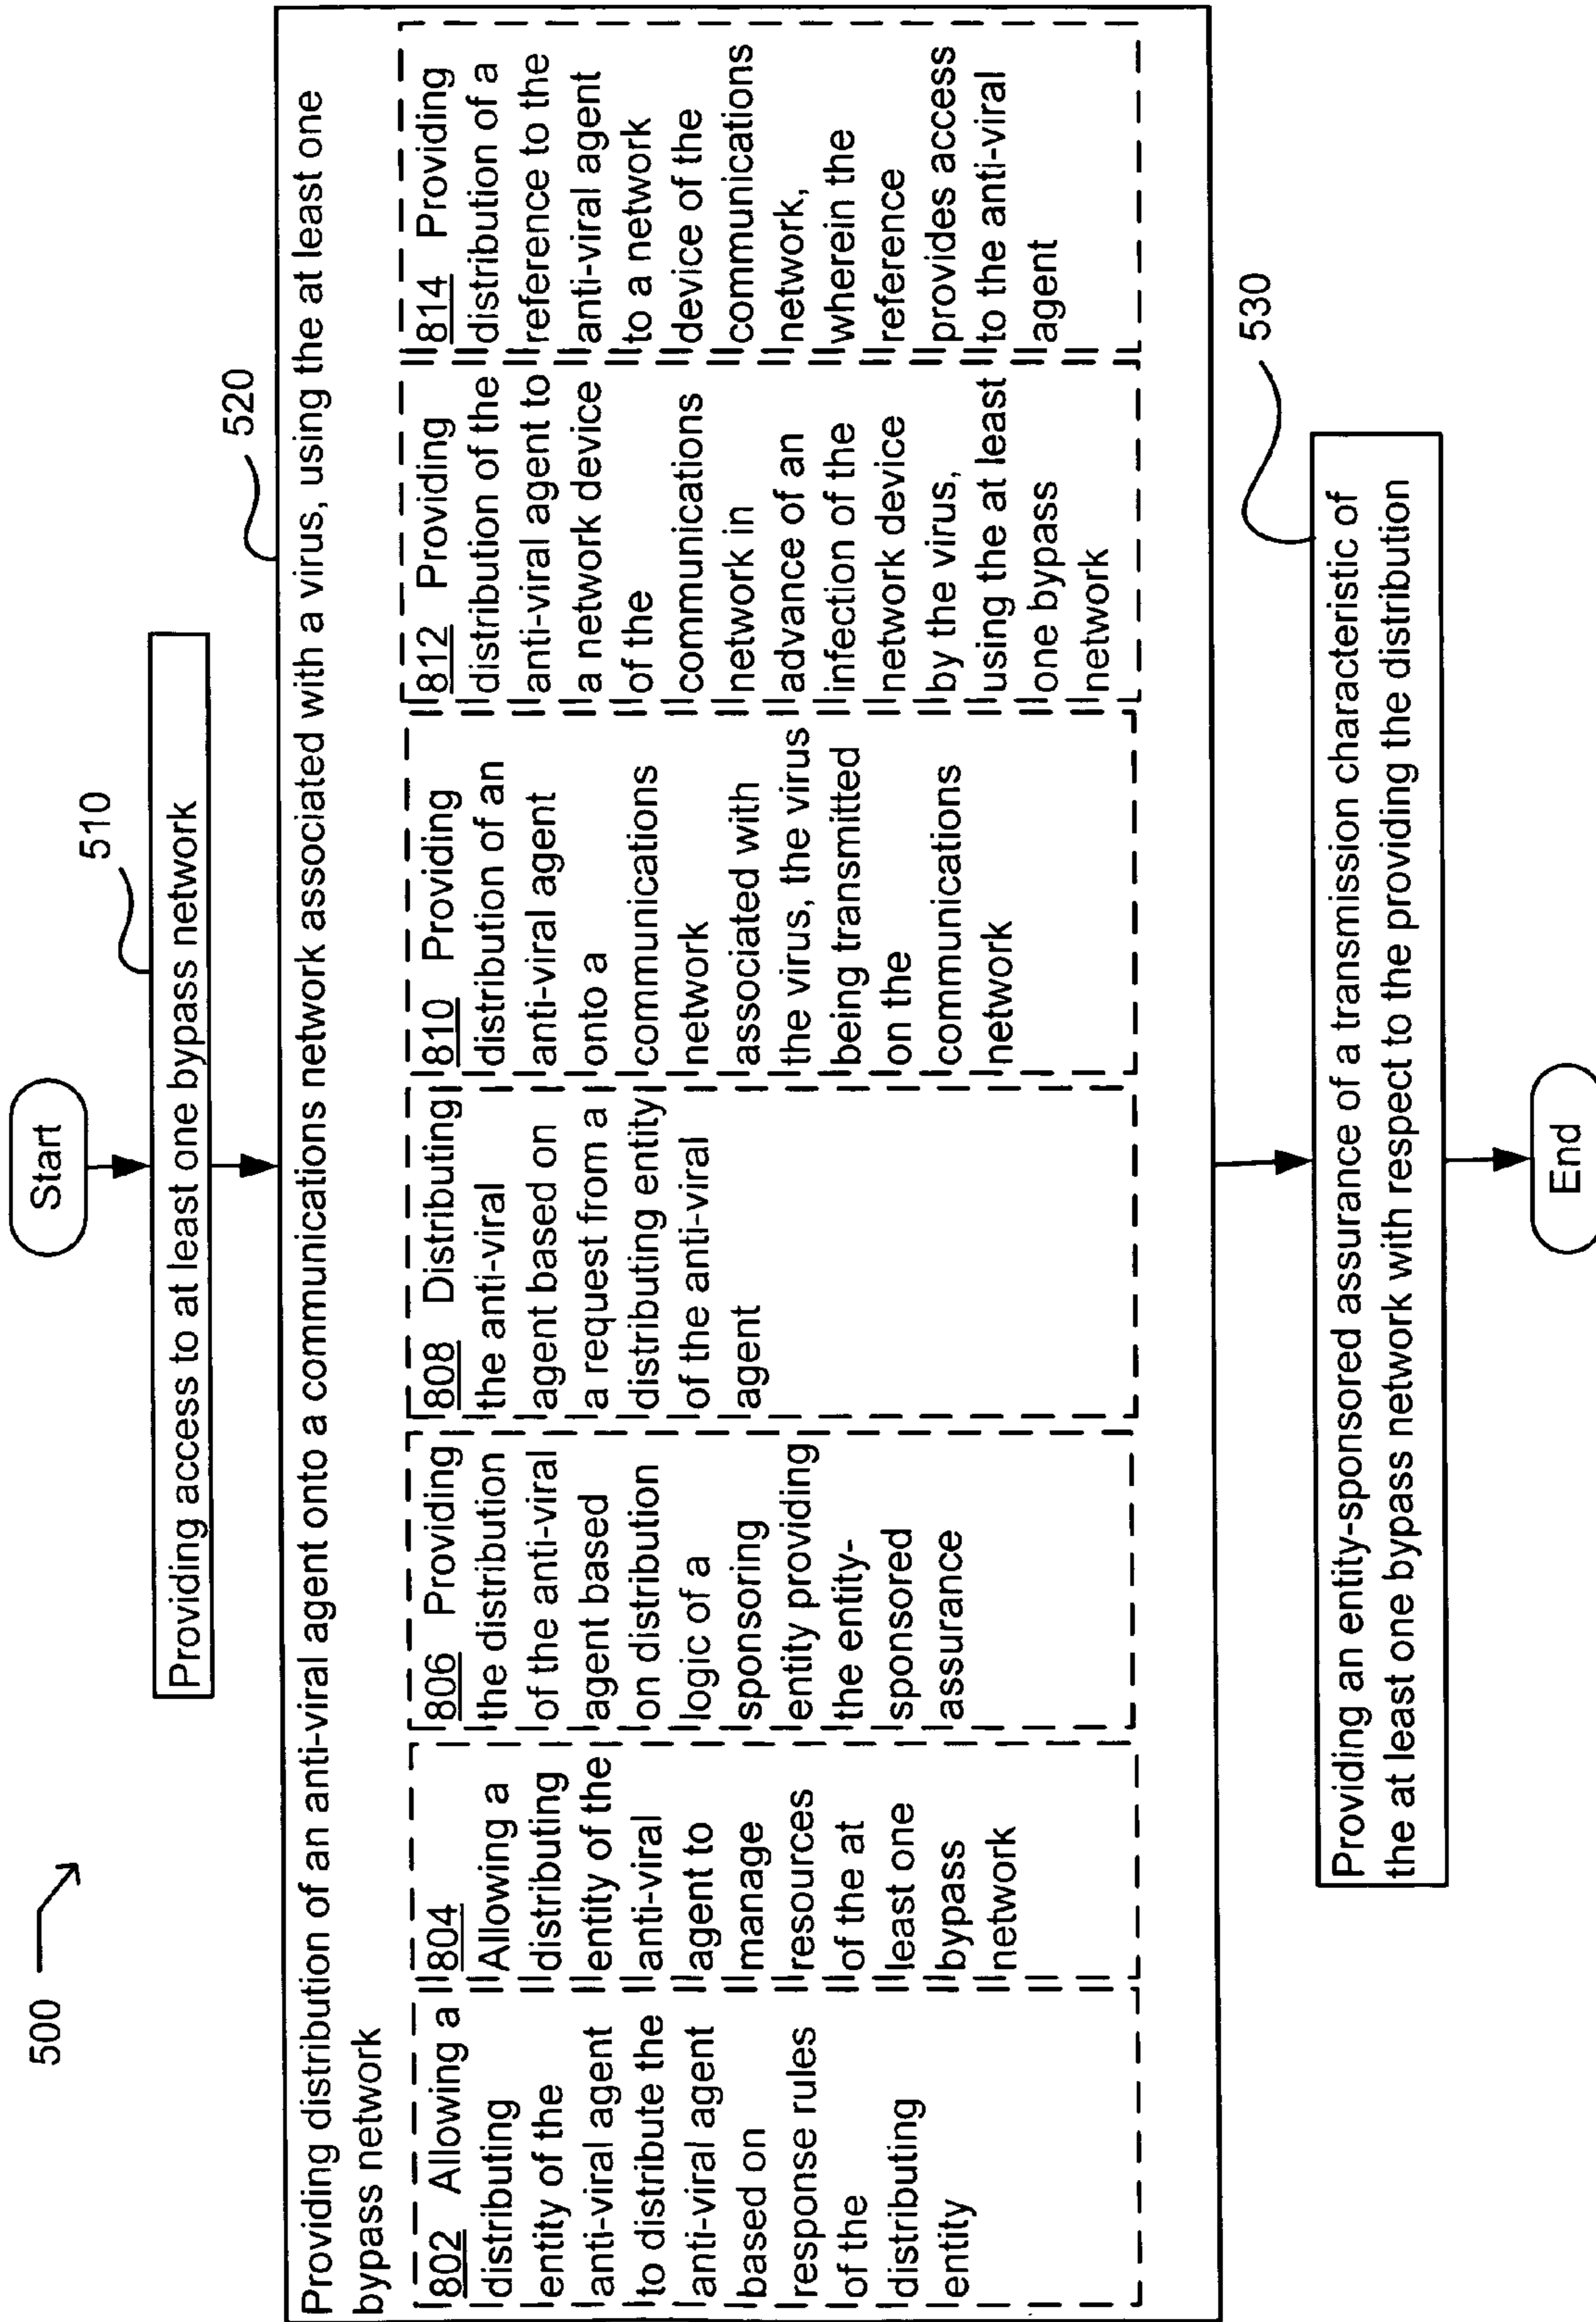 500
Start
510
Providing access to at least one bypass network
520
Providing distribution of an anti-viral agent onto a communications network associated with a virus, using the at least one
bypass network
802 Allowing a
distributing
entity of the
anti-viral agent
to distribute the
anti-viral agent
based on
response rules
of the
distributing
entity
804
Allowing a
distributing
entity of the
anti-viral
agent to
manage
resources
of the at
least one
bypass
network
806 Providing
the distribution
of the anti-viral
agent based
on distribution
logic of a
sponsoring
entity providing
the entity-
sponsored
assurance
808 Distributing
the anti-viral
agent based on
a request from a
distributing entity
of the anti-viral
agent
810 Providing
distribution of an
anti-viral agent
onto a
communications
network
associated with
the virus, the virus
being transmitted
on the
communications
network
812 Providing
distribution of the
anti-viral agent to
a network device
of the
communications
network in
advance of an
infection of the
network device
by the virus,
using the at least
one bypass
network
814 Providing
distribution of a
reference to the
anti-viral agent
to a network
device of the
communications
network,
wherein the
reference
provides access
to the anti-viral
agent
530
Providing an entity-sponsored assurance of a transmission characteristic of
the at least one bypass network with respect to the providing the distribution
End